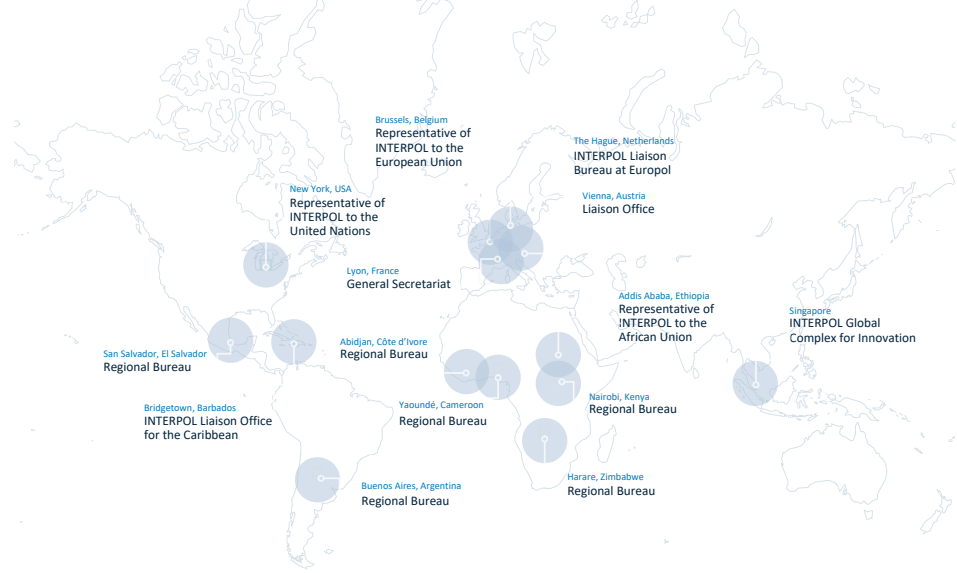 Brussels, Belgium
Representative of
INTERPOL to the
European Union
The Hague, Netherlands
INTERPOL Liaison
Bureau at Europol
New York, USA
Representative of
INTERPOL to the
United Nations
Vienna, Austria
Liaison Office
Lyon, France
General Secretariat
Addis Ababa, Ethiopia
Representative of
INTERPOL to the
African Union
Singapore
INTERPOL Global
Complex for Innovation
San Salvador, El Salvador
Regional Bureau
Abidjan, Côte d'Ivore
Regional Bureau
Bridgetown, Barbados
INTERPOL Liaison Office
for the Caribbean
Yaoundé, Cameroon
Regional Bureau
Nairobi, Kenya
Regional Bureau
Buenos Aires, Argentina
Regional Bureau
Harare, Zimbabwe
Regional Bureau